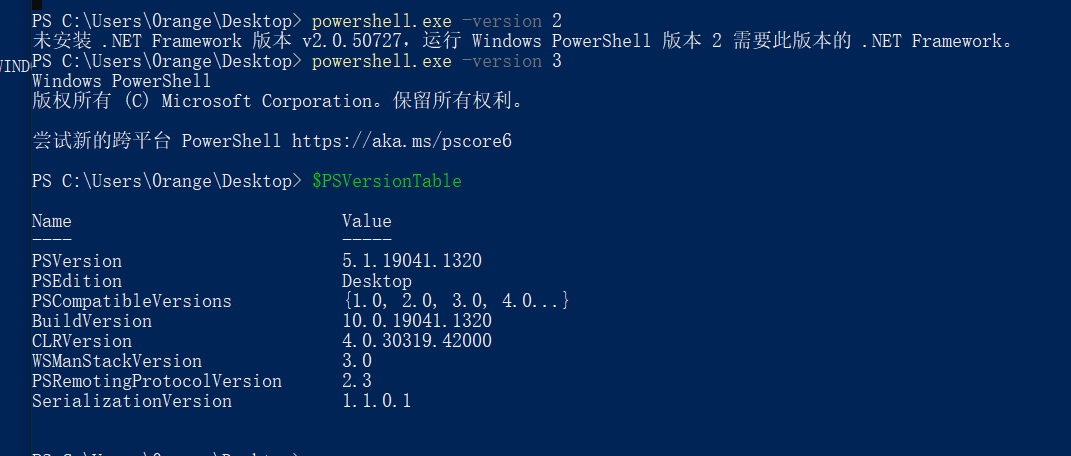 PS C:\Users\Orange\Desktop> powershell.exe -version 2
未安装 .NET Framework 版本 v2.0.50727，运行 Windows PowerShell 版本 2 需要此版本的 .NET Framework。
PS C:\Users\Orange\Desktop> powershell.exe -version 3
Windows PowerShell
版权所有 (C) Microsoft Corporation。保留所有权利。
尝试新的跨平台 PowerShell https://aka.ms/pscore6
PS C:\Users\Orange\Desktop> $PSVersionTable
Name Value
---- -----
PSVersion 5.1.19041.1320
PSEdition Desktop
PSCompatibleVersions {1.0, 2.0, 3.0, 4.0...}
BuildVersion 10.0.19041.1320
CLRVersion 4.0.30319.42000
WSManStackVersion 3.0
PSRemotingProtocolVersion 2.3
SerializationVersion 1.1.0.1